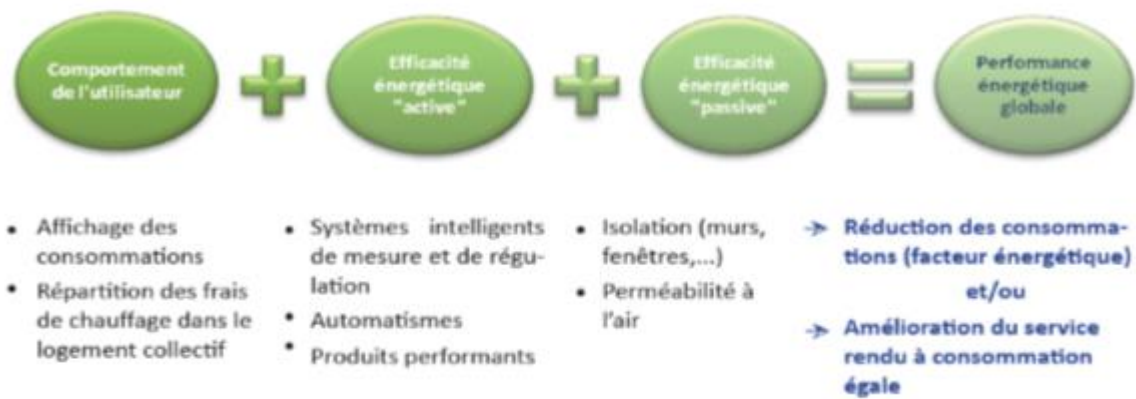 Comportement
de l'utilisateur
Efficacité
énergétique
"active"
Efficacité
énergétique
"passive"
Performance
énergétique
globale
• Affichage des
consommations
• Répartition des frais
de chauffage dans le
logement collectif
• Systèmes intelligents
de mesure et de régu-
lation
• Automatismes
• Produits performants
• Isolation (murs,
fenêtres,...)
• Perméabilité à
l'air
→ Réduction des consomma-
tions (facteur énergétique)
et/ou
→ Amélioration du service
rendu à consommation
égale